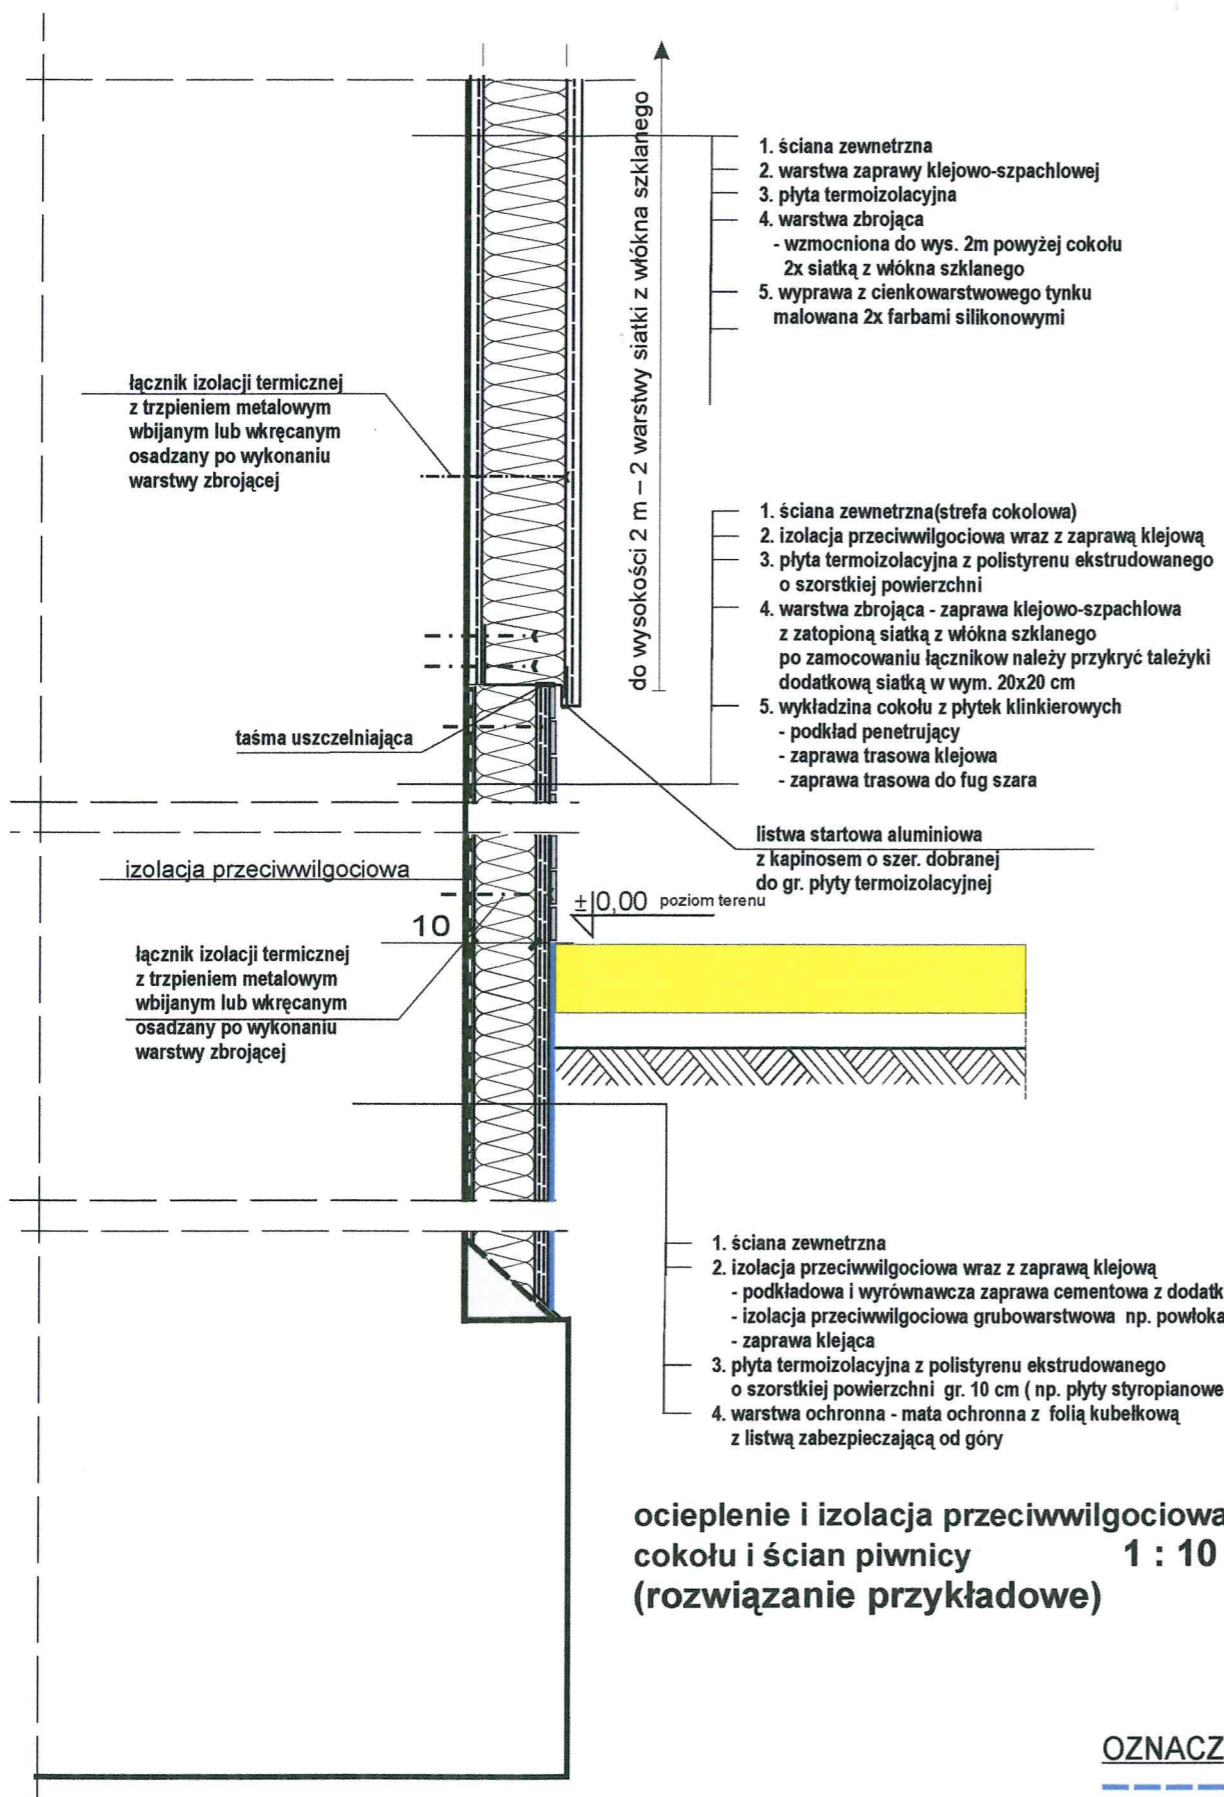 do wysokości 2 m – 2 warstwy siatki z włókna szklanego
1. ściana zewnetrzna
2. warstwa zaprawy klejowo-szpachlowej
3. płyta termoizolacyjna
4. warstwa zbrojąca
- wzmocniona do wys. 2m powyżej cokołu
2x siatką z włókna szklanego
5. wyprawa z cienkowarstwowego tynku
malowana 2x farbami silikonowymi
łącznik izolacji termicznej
z trzpieniem metalowym
wbijanym lub wkręcanym
osadzany po wykonaniu
warstwy zbrojącej
1. ściana zewnetrzna(strefa cokolowa)
2. izolacja przeciwwilgociowa wraz z zaprawą klejową
3. płyta termoizolacyjna z polistyrenu ekstrudowanego
o szorstkiej powierzchni
4. warstwa zbrojąca - zaprawa klejowo-szpachlowa
z zatopioną siatką z włókna szklanego
po zamocowaniu łącznikow należy przykryć tależyki
dodatkową siatką w wym. 20x20 cm
5. wykładzina cokołu z płytek klinkierowych
- podkład penetrujący
- zaprawa trasowa klejowa
- zaprawa trasowa do fug szara
taśma uszczelniająca
listwa startowa aluminiowa
z kapinosem o szer. dobranej
do gr. płyty termoizolacyjnej
izolacja przeciwwilgociowa
±0,00 poziom terenu
10
łącznik izolacji termicznej
z trzpieniem metalowym
wbijanym lub wkręcanym
osadzany po wykonaniu
warstwy zbrojącej
1. ściana zewnetrzna
2. izolacja przeciwwilgociowa wraz z zaprawą klejową
- podkładowa i wyrównawcza zaprawa cementowa z dodatk
- izolacja przeciwwilgociowa grubowarstwowa np. powłoka
- zaprawa klejąca
3. płyta termoizolacyjna z polistyrenu ekstrudowanego
o szorstkiej powierzchni gr. 10 cm ( np. płyty styropianowe
4. warstwa ochronna - mata ochronna z folią kubełkową
z listwą zabezpieczającą od góry
ocieplenie i izolacja przeciwwilgociowa
cokołu i ścian piwnicy 1 : 10
(rozwiązanie przykładowe)
OZNACZ